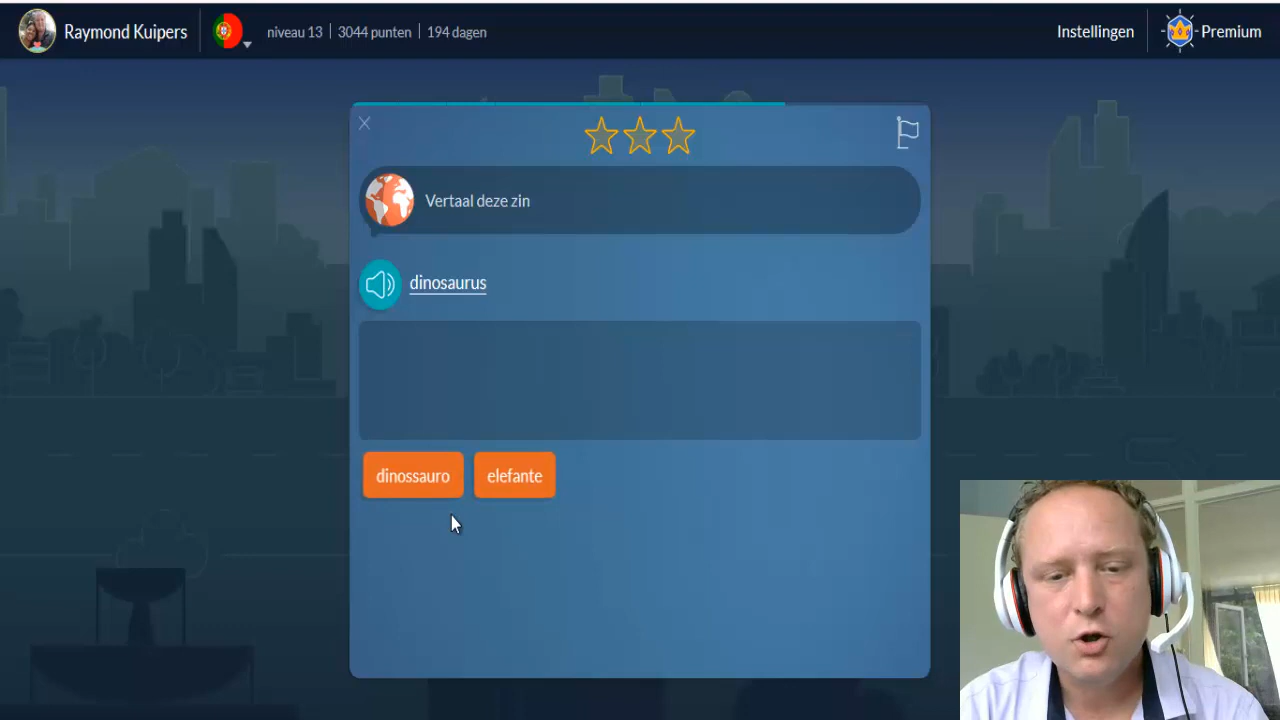 Raymond Kuipers niveau 13 | 3044 punten | 194 dagen Instellingen Premium
Vertaal deze zin
dinosaurus
dinossauro elefante